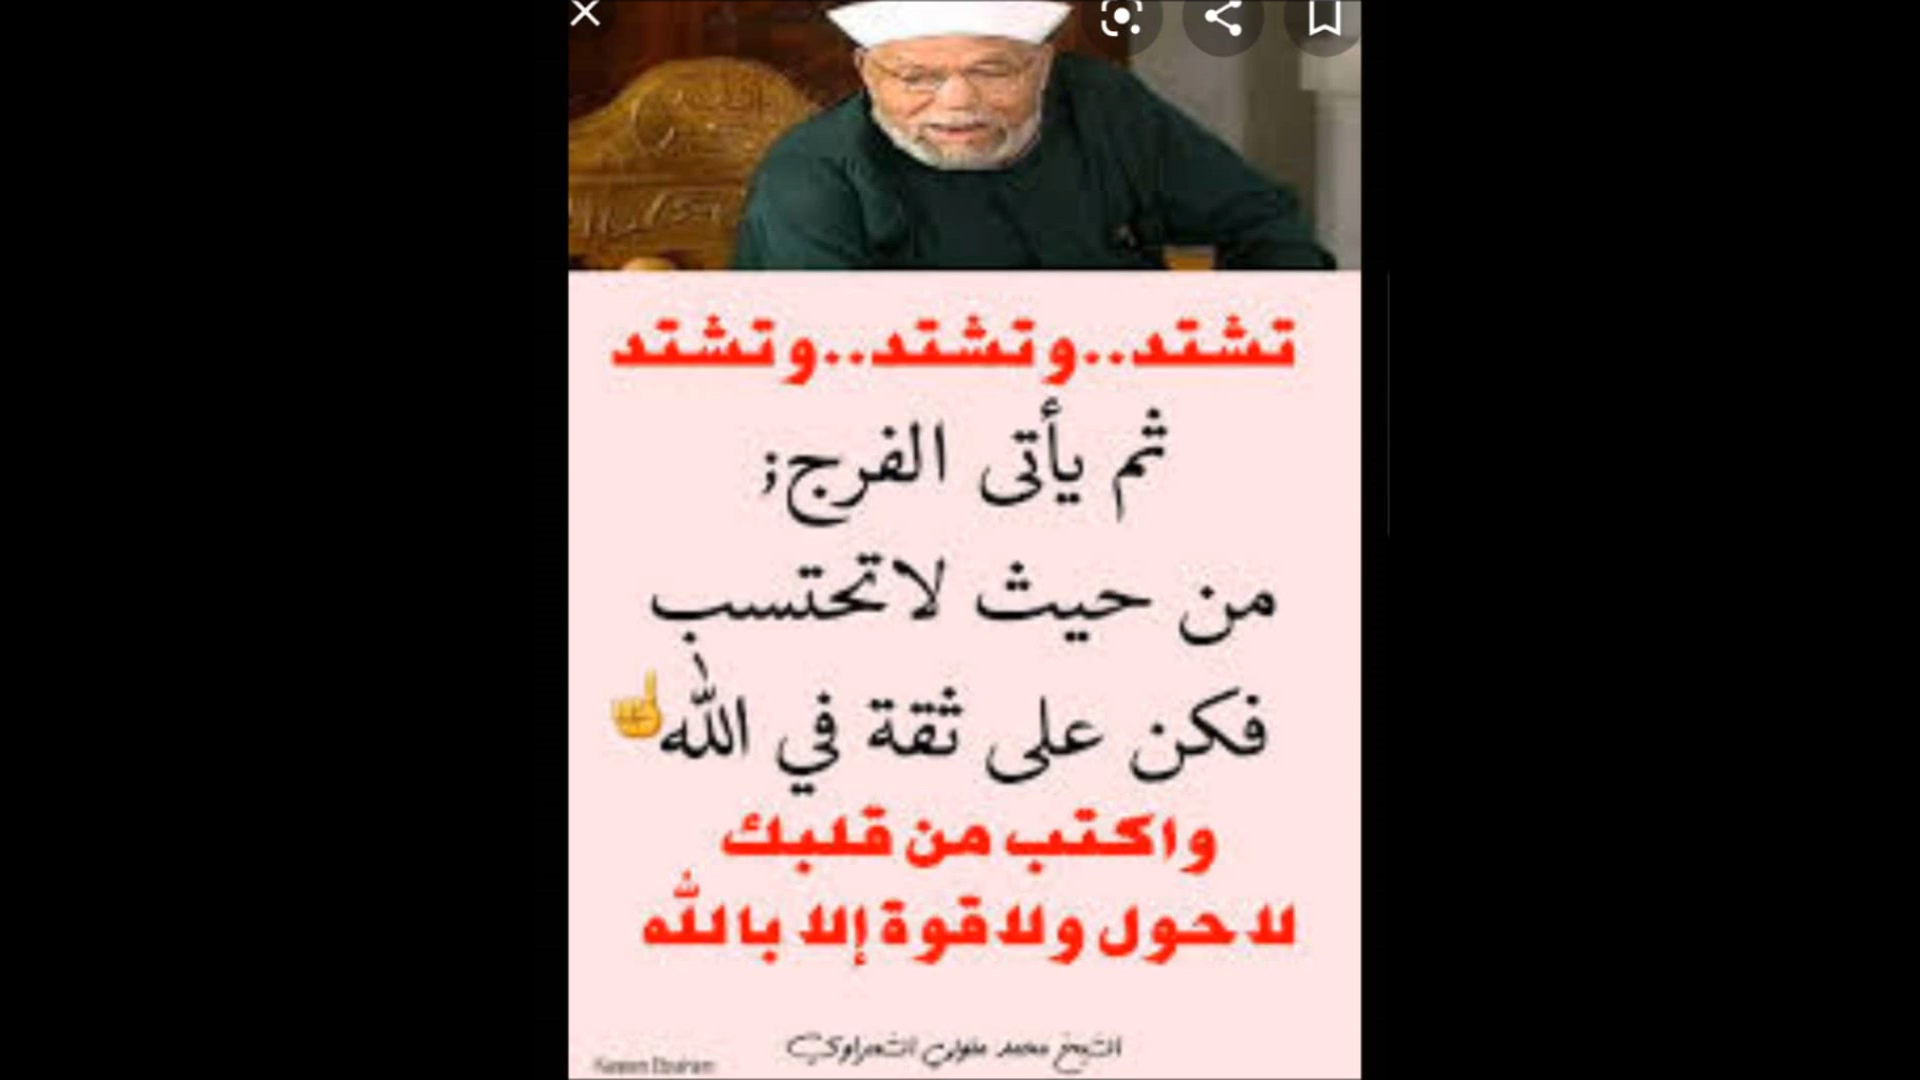 تشتد..وتشتد..وتشتد
ثم يأتى الفرج;
من حيث لاتحتسب
فكن على ثقة في الله
واكتب من قلبك
لاحول ولاقوة إلا بالله
الشيخ محمد متولي الشعراوي